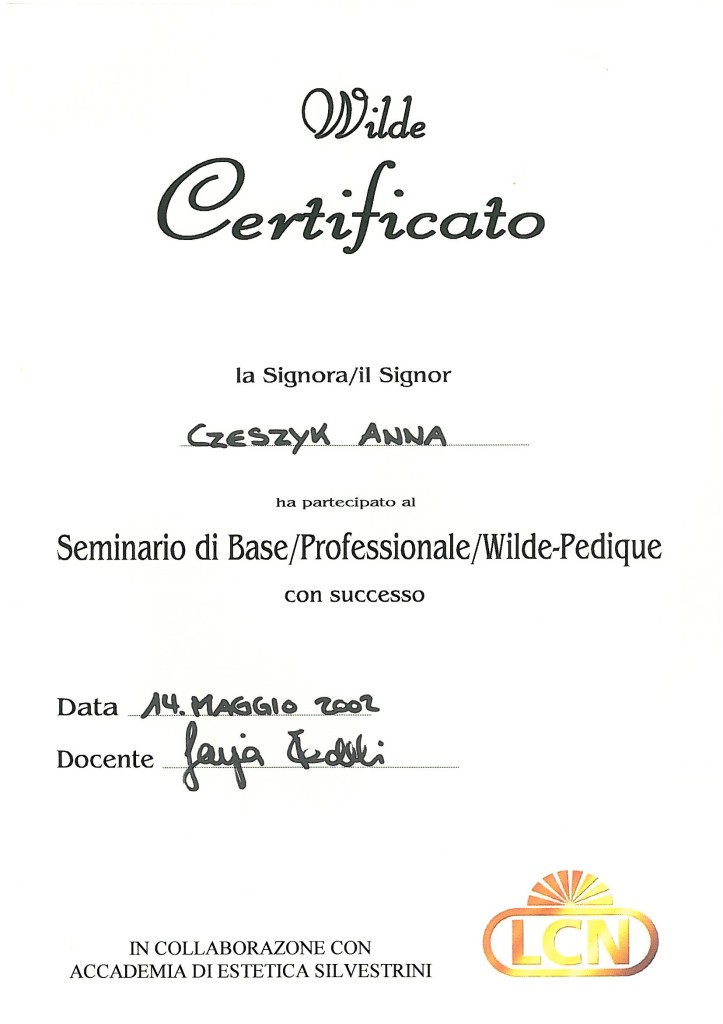 Wilde
Certificato
la Signora/il Signor
CZESZYK ANNA
ha partecipato al
Seminario di Base/Professionale/Wilde-Pedique
con successo
Data 14. MAGGIO 2002
Docente
IN COLLABORAZONE CON
ACCADEMIA DI ESTETICA SILVESTRINI
LCN